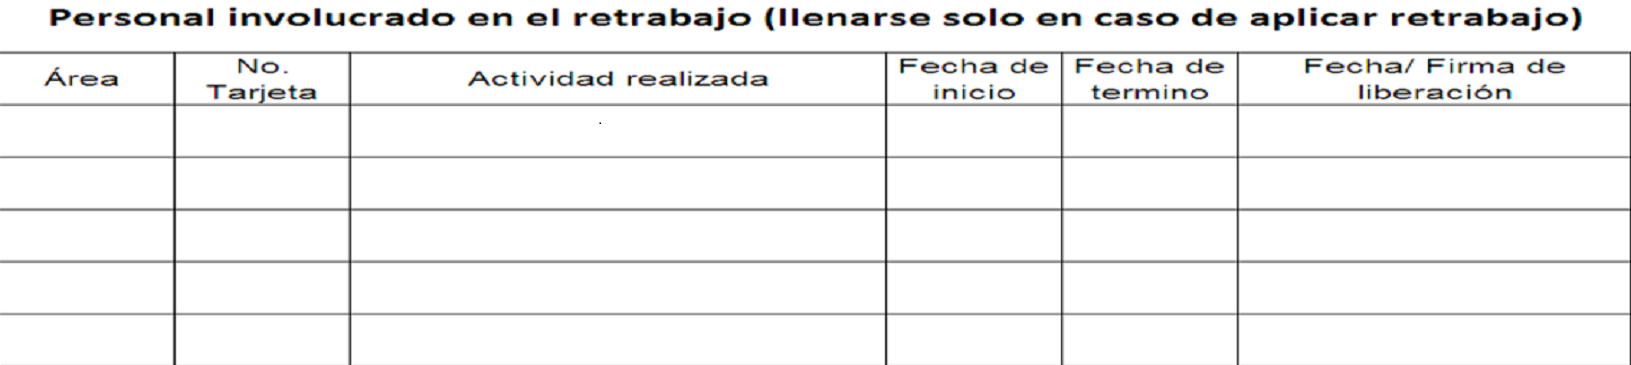 Personal involucrado en el retrabajo (llenarse solo en caso de aplicar retrabajo)
Área
No.
Tarjeta
Actividad realizada
Fecha de
inicio
Fecha de
termino
Fecha/ Firma de
liberación